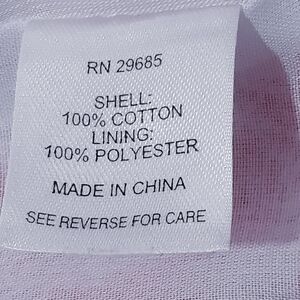 RN 29685
SHELL:
100% COTTON
LINING:
100% POLYESTER
MADE IN CHINA
SEE REVERSE FOR CARE